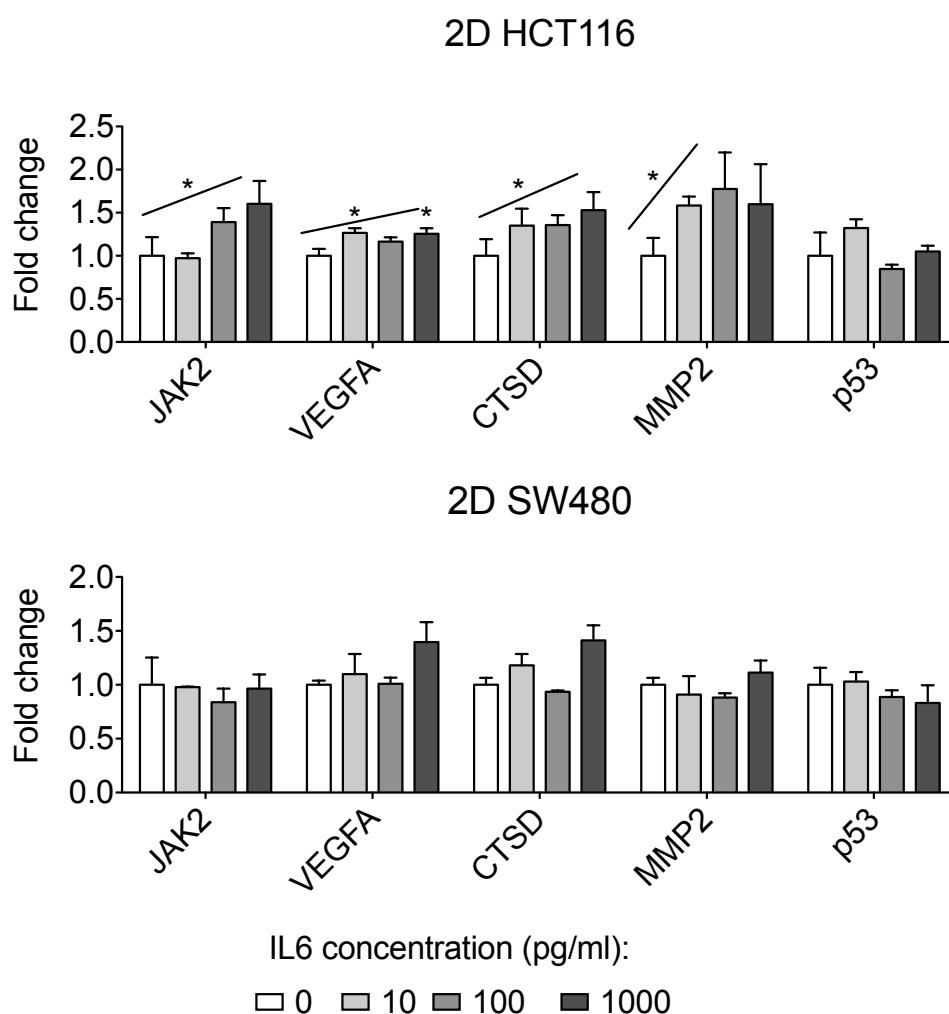 2D HCT116
Fold change
2.5
2.0
1.5
1.0
0.5
0.0
* * * * *
JAK2 VEGFA CTSD MMP2 p53
2D SW480
Fold change
2.0
1.5
1.0
0.5
0.0
JAK2 VEGFA CTSD MMP2 p53
IL6 concentration (pg/ml):
0 10 100 1000